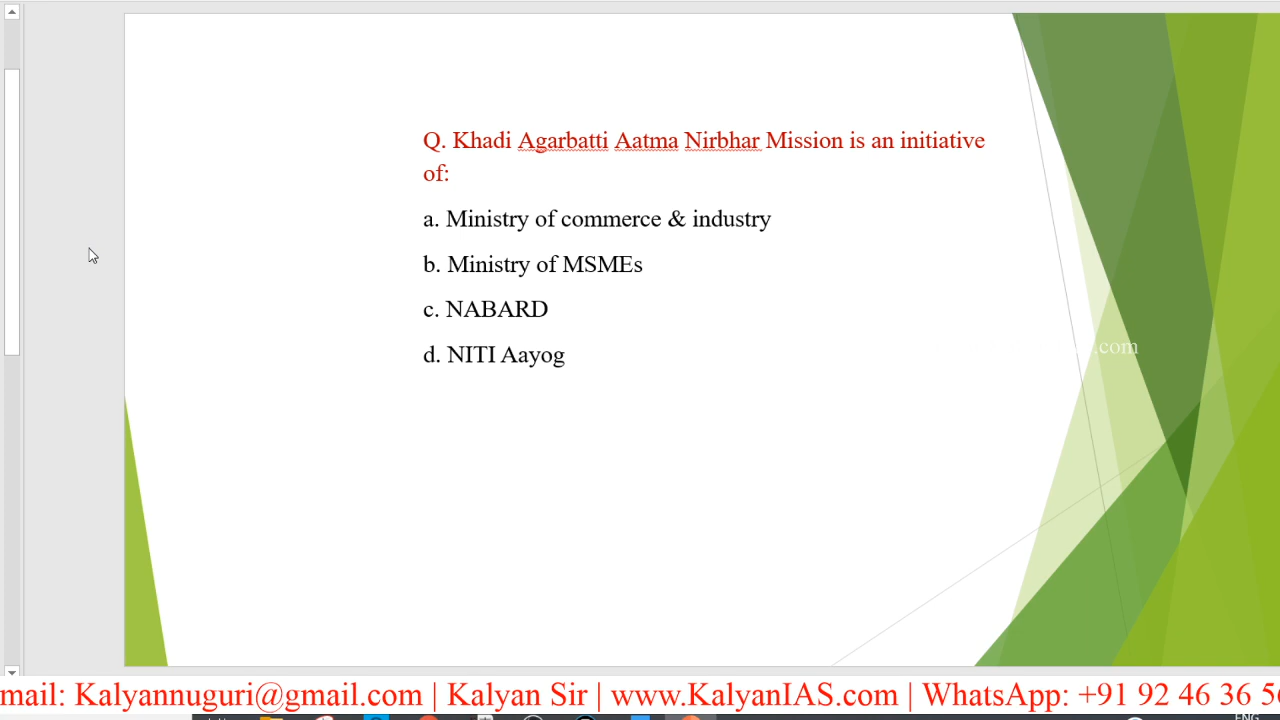 Q. Khadi Agarbatti Aatma Nirbhar Mission is an initiative
of:
a. Ministry of commerce & industry
b. Ministry of MSMEs
c. NABARD
d. NITI Aayog
.com
mail: Kalyannuguri@gmail.com | Kalyan Sir | www.KalyanIAS.com | WhatsApp: +91 92 46 36 5
ENG